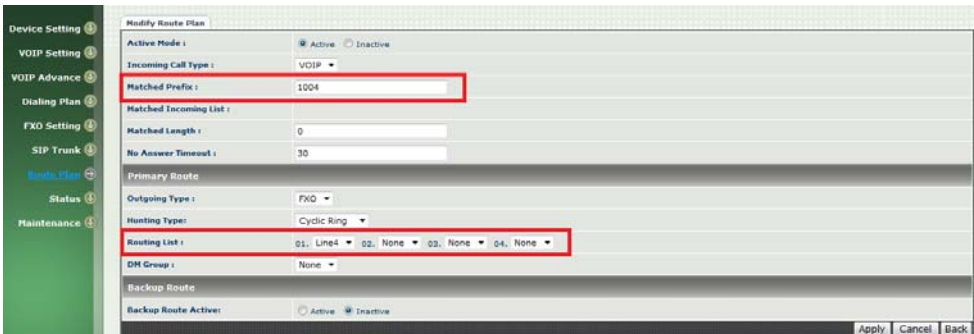 Device Setting
VOIP Setting
VOIP Advance
Dialing Plan
FXO Setting
SIP Trunk
Route Plan
Status
Maintenance
Modify Route Plan
Active Mode : Active Inactive
Incoming Call Type : VOIP
Matched Prefix : 1004
Matched Incoming List :
Matched Length : 0
No Answer Timeout : 30
Primary Route
Outgoing Type : FXO
Hunting Type: Cyclic Ring
Routing List : 01. Line4 02. None 03. None 04. None
DM Group : None
Backup Route
Backup Route Active: Active Inactive
Apply Cancel Back